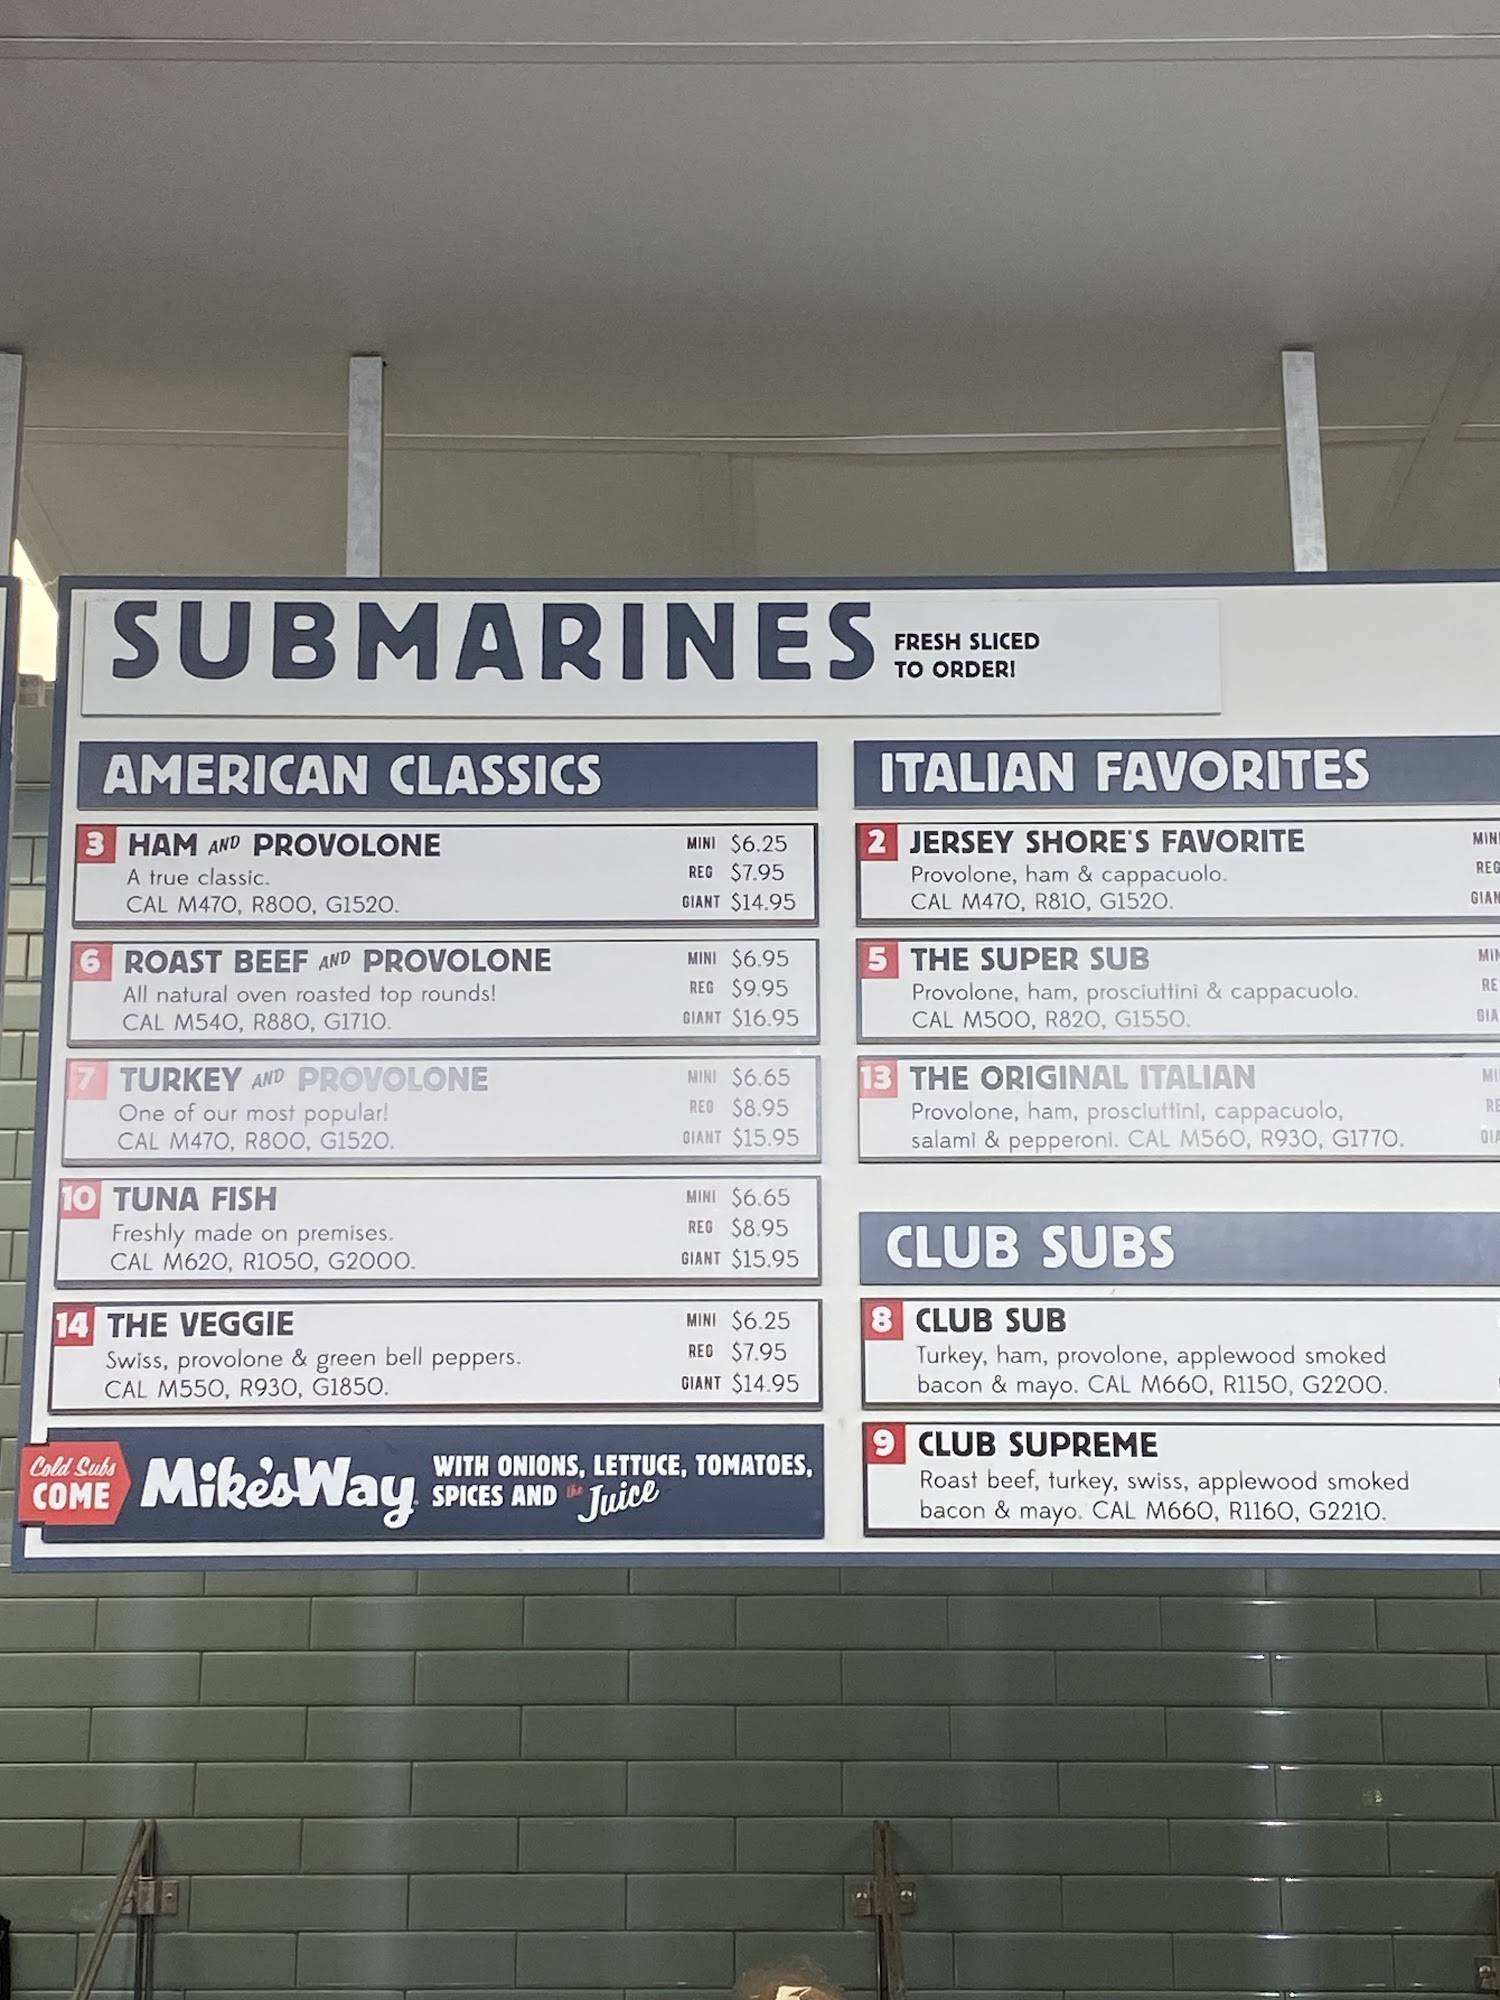 SUBMARINES
FRESH SLICED
TO ORDER!
AMERICAN CLASSICS
3 HAM AND PROVOLONE MINI $6.25
A true classic. REG $7.95
CAL M470, R800, G1520. GIANT $14.95
6 ROAST BEEF AND PROVOLONE MINI $6.95
All natural oven roasted top rounds! REG $9.95
CAL M540, R880, G1710. GIANT $16.95
7 TURKEY AND PROVOLONE MINI $6.65
One of our most popular! REG $8.95
CAL M470, R800, G1520. GIANT $15.95
10 TUNA FISH MINI $6.65
Freshly made on premises. REG $8.95
CAL M620, R1050, G2000. GIANT $15.95
14 THE VEGGIE MINI $6.25
Swiss, provolone & green bell peppers. REG $7.95
CAL M550, R930, G1850. GIANT $14.95
Cold Subs
COME
Mike'sWay
WITH ONIONS, LETTUCE, TOMATOES,
SPICES AND the Juice
ITALIAN FAVORITES
2 JERSEY SHORE'S FAVORITE MIN
Provolone, ham & cappacuolo. REG
CAL M470, R810, G1520. GIAN
5 THE SUPER SUB MIN
Provolone, ham, prosciuttini & cappacuolo. RE
CAL M500, R820, G1550. GIA
13 THE ORIGINAL ITALIAN MI
Provolone, ham, prosciuttini, cappacuolo, RE
salami & pepperoni. CAL M560, R930, G1770. GIA
CLUB SUBS
8 CLUB SUB
Turkey, ham, provolone, applewood smoked
bacon & mayo. CAL M660, R1150, G2200.
9 CLUB SUPREME
Roast beef, turkey, swiss, applewood smoked
bacon & mayo. CAL M660, R1160, G2210.